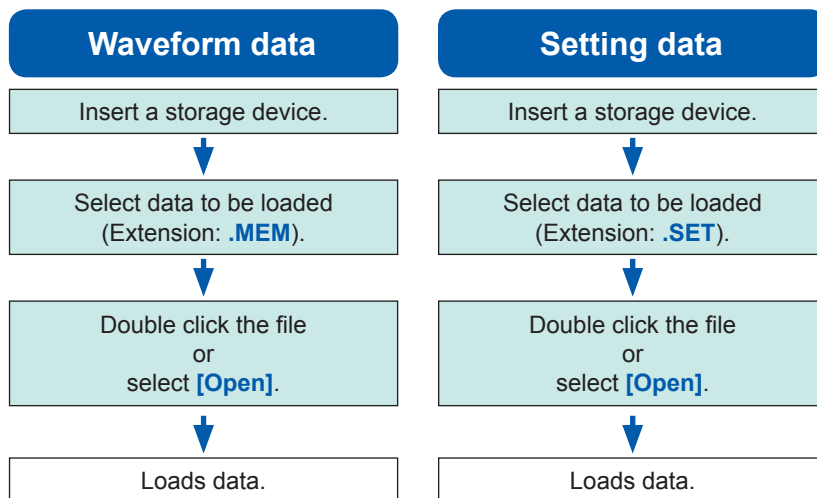 Waveform data
Insert a storage device.
Select data to be loaded
(Extension: .MEM).
Double click the file
or
select [Open].
Loads data.
Setting data
Insert a storage device.
Select data to be loaded
(Extension: .SET).
Double click the file
or
select [Open].
Loads data.